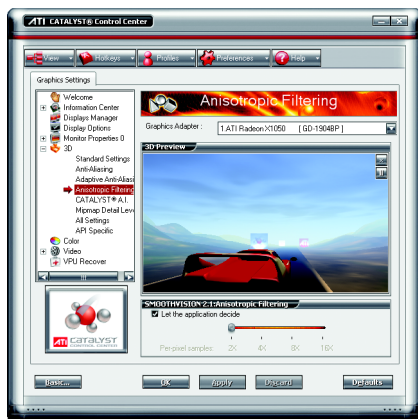 ATI CATALYST® Control Center
View
Hotkeys
Profiles
Preferences
Help
Graphics Settings
Welcome
Information Center
Displays Manager
Display Options
Monitor Properties 0
3D
Standard Settings
Anti-Aliasing
Adaptive Anti-Aliasi
Anisotropic Filtering
CATALYST® A.I.
Mipmap Detail Leve
All Settings
API Specific
Color
Video
VPU Recover
ATI CATALYST
CONTROL CENTER
Anisotropic Filtering
Graphics Adapter :
1.ATI Radeon X1050 [ GD-1904BP ]
3D Preview
SMOOTHVISION 2.1:Anisotropic Filtering
Let the application decide
Per-pixel samples: 2X 4X 8X 16X
Basic...
OK
Apply
Discard
Defaults